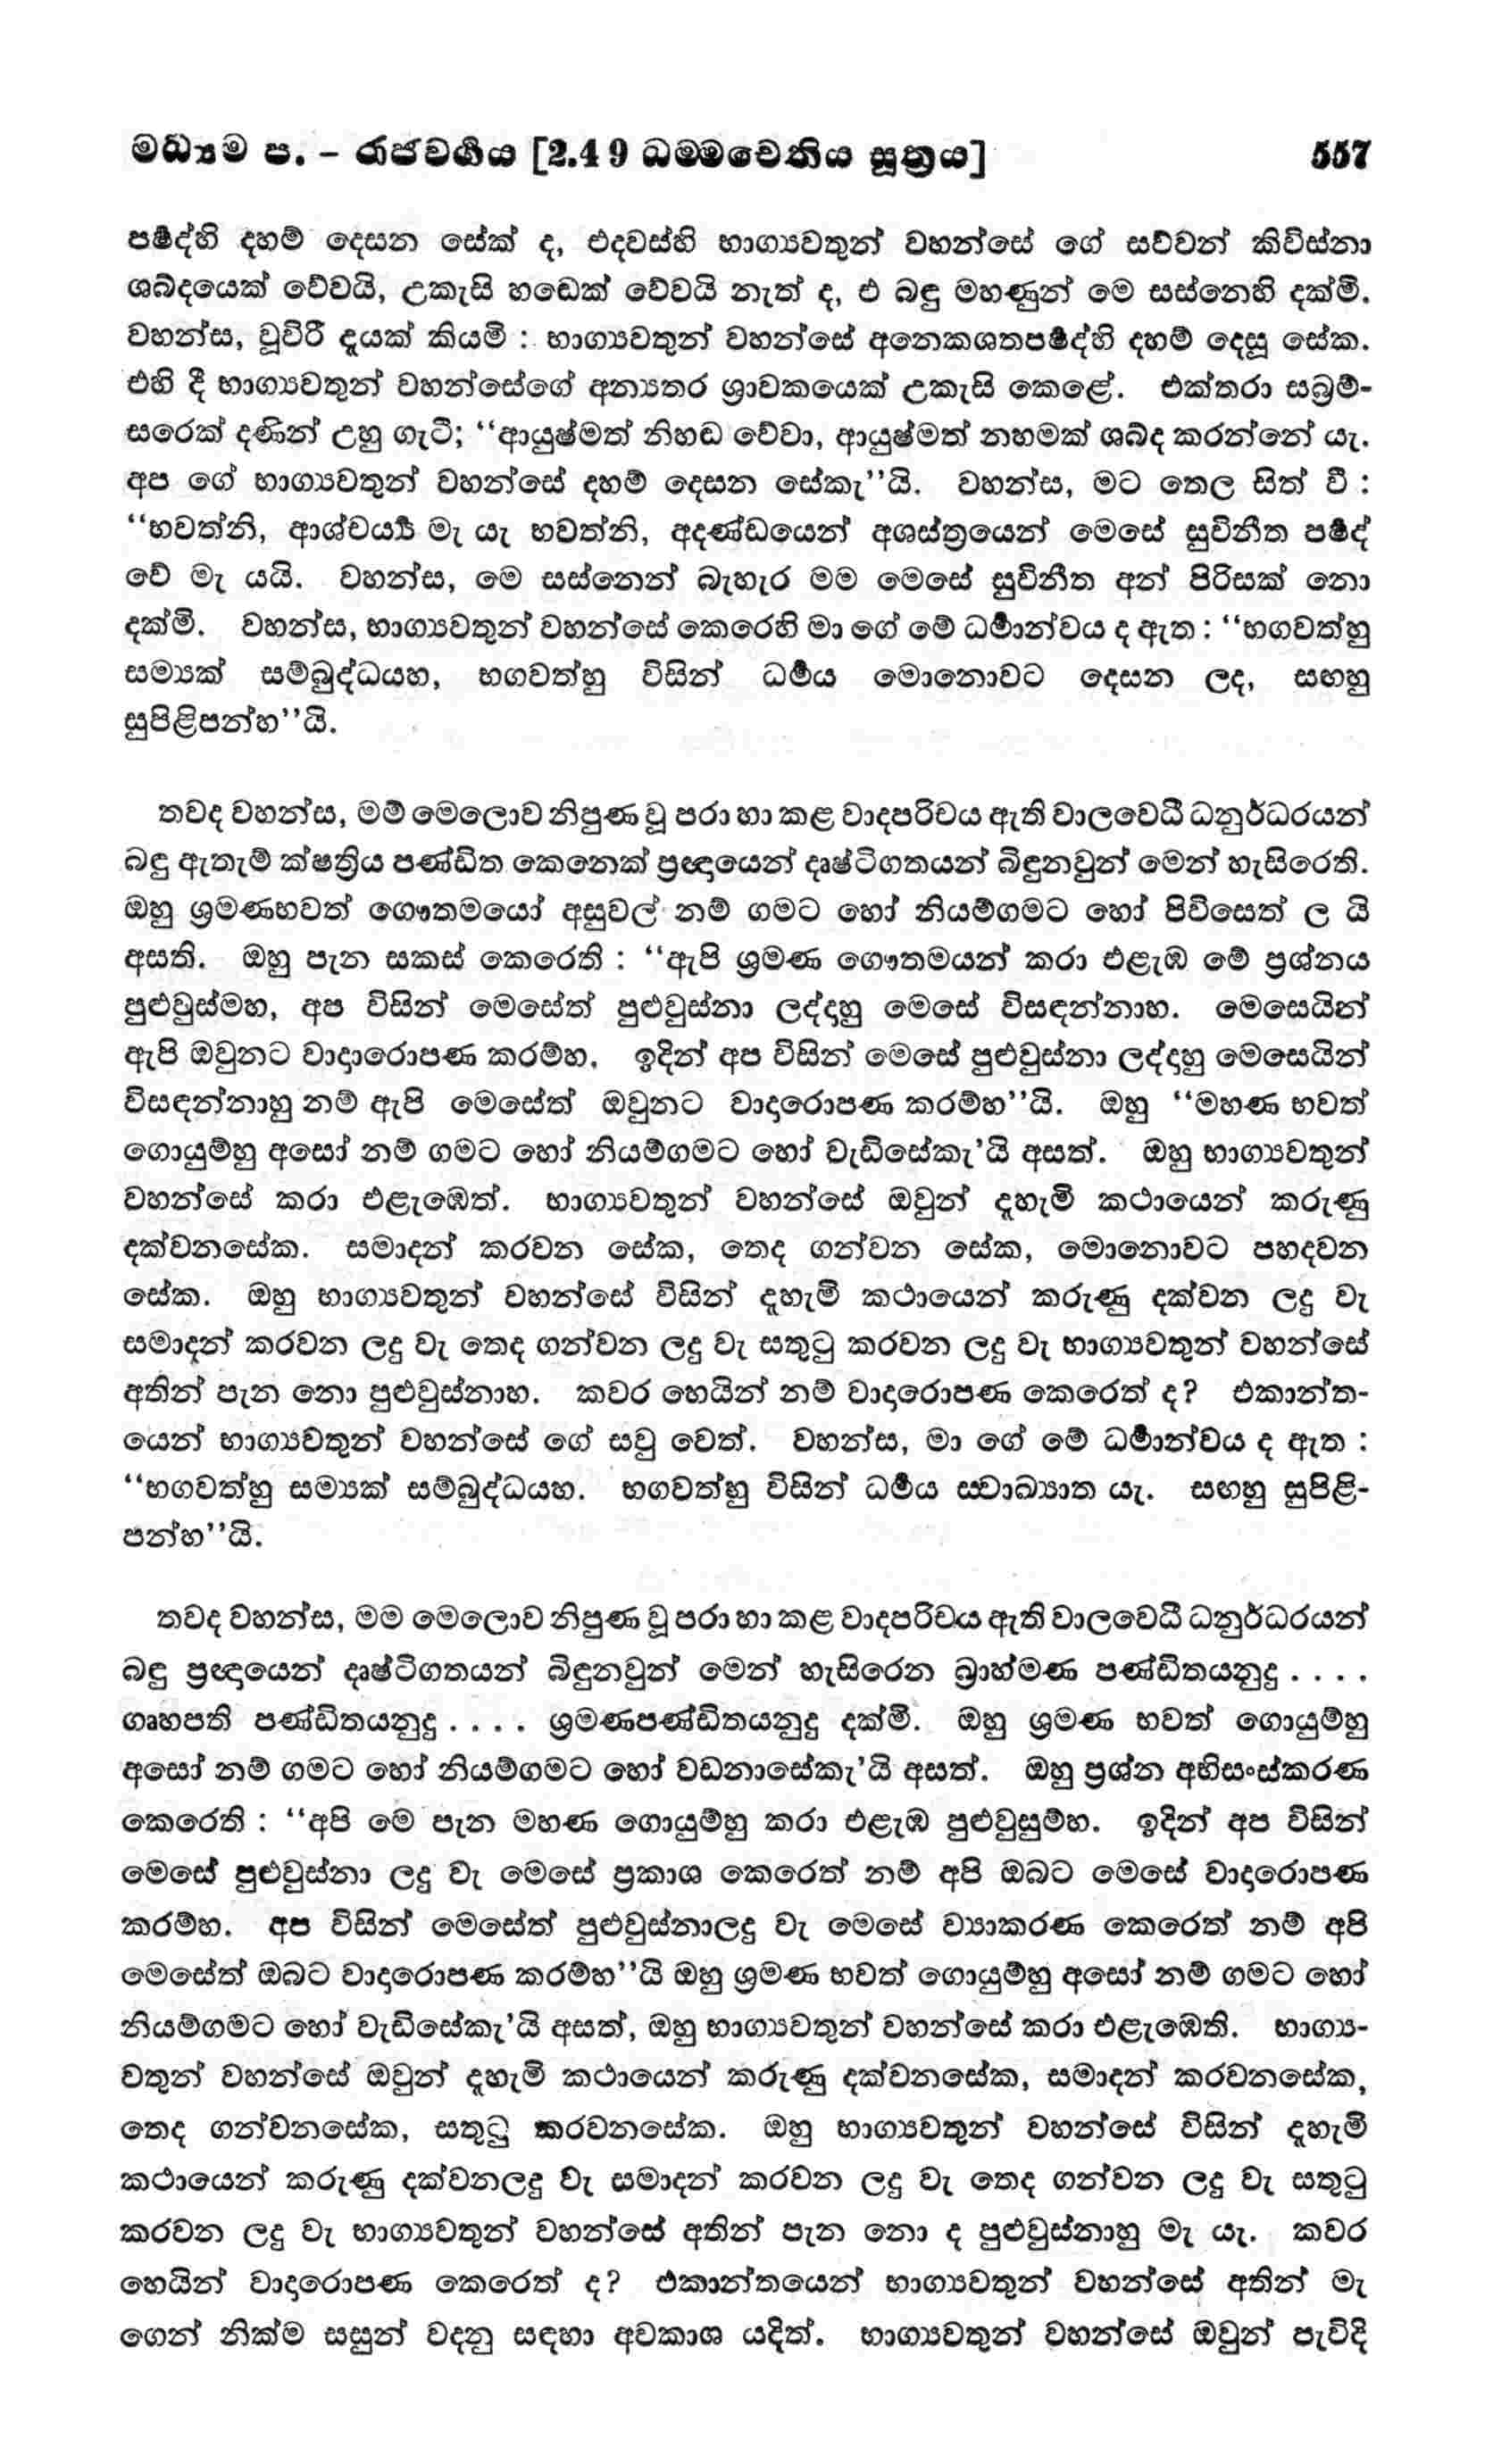 මධ්‍යම ප. – රාජවර්‍ගය [2.4 9 ධම්මචෙතිය සූත්‍රය] 557
පර්‍ෂද්හි දහම් දෙසන සේක් ද, එදවස්හි භාග්‍යවතුන් වහන්සේ ගේ සව්වන් කිවිස්නා
ශබ්දයෙක් වේවයි, උකැසි හඬෙක් වේවයි නැත් ද, එ බඳු මහණුන් මෙ සස්නෙහි දක්මි.
වහන්ස, වූවිරී දෑයක් කියමි : භාග්‍යවතුන් වහන්සේ අනෙකශතපර්‍ෂද්හි දහම් දෙසූ සේක.
එහි දී භාග්‍යවතුන් වහන්සේගේ අන්‍යතර ශ්‍රාවකයෙක් උකැසි කෙළේ. එක්තරා සබ්‍රම්-
සරෙක් දණින් උහු ගැටී; “ආයුෂ්මත් නිහඬ වේවා, ආයුෂ්මත් නහමක් ශබ්ද කරන්නේ යැ.
අප ගේ භාග්‍යවතුන් වහන්සේ දහම් දෙසන සේකැ”යි. වහන්ස, මට තෙල සිත් වී :
“භවත්නි, ආශ්චර්‍ය්‍ය මැ යැ භවත්නි, අදණ්ඩයෙන් අශස්ත්‍රයෙන් මෙසේ සුවිනීත පර්‍ෂද්
වේ මැ යයි. වහන්ස, මෙ සස්නෙන් බැහැර මම මෙසේ සුවිනීත අන් පිරිසක් නො
දක්මි. වහන්ස, භාග්‍යවතුන් වහන්සේ කෙරෙහි මා ගේ මේ ධර්‍මාන්වය ද ඇත : “භගවත්හු
සම්‍යක් සම්බුද්ධයහ, භගවත්හු විසින් ධර්‍මය මොනොවට දෙසන ලද, සඟහු
සුපිළිපන්හ”යි.
තවද වහන්ස, මම් මෙලොව නිපුණ වූ පරා හා කළ වාදපරිචය ඇති වාලවෙධී ධනුර්ධරයන්
බඳු ඇතැම් ක්ෂත්‍රිය පණ්ඩිත කෙනෙක් ප්‍රඥායෙන් දෘෂ්ටිගතයන් බිඳුනවුන් මෙන් හැසිරෙති.
ඔහු ශ්‍රමණභවත් ගෞතමයෝ අසුවල් නම් ගමට හෝ නියම්ගමට හෝ පිවිසෙත් ල යි
අසති. ඔහු පැන සකස් කෙරෙති : “ඇපි ශ්‍රමණ ගෞතමයන් කරා එළැඹ මේ ප්‍රශ්නය
පුළුවුස්මහ, අප විසින් මෙසේත් පුළුවුස්නා ලද්දාහු මෙසේ විසඳන්නාහ. මෙසෙයින්
ඇපි ඔවුනට වාදාරොපණ කරම්හ. ඉදින් අප විසින් මෙසේ පුළුවුස්නා ලද්දාහු මෙසෙයින්
විසඳන්නාහු නම් ඇපි මෙසේත් ඔවුනට වාදාරොපණ කරම්හ”යි. ඔහු “මහණ භවත්
ගොයුම්හු අසෝ නම් ගමට හෝ නියම්ගමට හෝ වැඩිසේකැ’යි අසත්. ඔහු භාග්‍යවතුන්
වහන්සේ කරා එළැඹෙත්. භාග්‍යවතුන් වහන්සේ ඔවුන් දැහැමි කථායෙන් කරුණු
දක්වනසේක. සමාදන් කරවන සේක, තෙද ගන්වන සේක, මොනොවට පහදවන
සේක. ඔහු භාග්‍යවතුන් වහන්සේ විසින් දැහැමි කථායෙන් කරුණු දක්වන ලදු වැ
සමාදන් කරවන ලදු වැ තෙද ගන්වන ලදු වැ සතුටු කරවන ලදු වැ භාග්‍යවතුන් වහන්සේ
අතින් පැන නො පුළුවුස්නාහ. කවර හෙයින් නම් වාදාරොපණ කෙරෙත් ද? එකාන්ත-
යෙන් භාග්‍යවතුන් වහන්සේ ගේ සවු වෙත්. වහන්ස, මා ගේ මේ ධර්‍මාන්වය ද ඇත :
“භගවත්හු සම්‍යක් සම්බුද්ධයහ. භගවත්හු විසින් ධර්‍මය ස්වාඛ්‍යාත යැ. සඟහු සුපිළි-
පන්හ”යි.
තවද වහන්ස, මම මෙලොව නිපුණ වූ පරා හා කළ වාදපරිචය ඇති වාලවෙධී ධනුර්ධරයන්
බඳු ප්‍රඥායෙන් දෘෂ්ටිගතයන් බිඳුනවුන් මෙන් හැසිරෙන බ්‍රාහ්මණ පණ්ඩිතයනුදු . . . .
ගෘහපති පණ්ඩිතයනුදු . . . . ශ්‍රමණපණ්ඩිතයනුදු දක්මි. ඔහු ශ්‍රමණ භවත් ගොයුම්හු
අසෝ නම් ගමට හෝ නියම්ගමට හෝ වඩනාසේකැ’යි අසත්. ඔහු ප්‍රශ්න අභිසංස්කරණ
කෙරෙති : “අපි මෙ පැන මහණ ගොයුම්හු කරා එළැඹ පුළුවුසුම්හ. ඉදින් අප විසින්
මෙසේ පුළුවුස්නා ලදු වැ මෙසේ ප්‍රකාශ කෙරෙත් නම් අපි ඔබට මෙසේ වාදාරොපණ
කරම්හ. අප විසින් මෙසේත් පුළුවුස්නාලදු වැ මෙසේ ව්‍යාකරණ කෙරෙත් නම් අපි
මෙසේත් ඔබට වාදාරොපණ කරම්හ”යි ඔහු ශ්‍රමණ භවත් ගොයුම්හු අසෝ නම් ගමට හෝ
නියම්ගමට හෝ වැඩිසේකැ’යි අසත්, ඔහු භාග්‍යවතුන් වහන්සේ කරා එළැඹෙති. භාග්‍ය-
වතුන් වහන්සේ ඔවුන් දැහැමි කථායෙන් කරුණු දක්වනසේක, සමාදන් කරවනසේක,
තෙද ගන්වනසේක, සතුටු කරවනසේක. ඔහු භාග්‍යවතුන් වහන්සේ විසින් දැහැමි
කථායෙන් කරුණු දක්වනලදු වැ සමාදන් කරවන ලදු වැ තෙද ගන්වන ලදු වැ සතුටු
කරවන ලදු වැ භාග්‍යවතුන් වහන්සේ අතින් පැන නො ද පුළුවුස්නාහු මැ යැ. කවර
හෙයින් වාදාරොපණ කෙරෙත් ද? එකාන්තයෙන් භාග්‍යවතුන් වහන්සේ අතින් මැ
ගෙන් නික්ම සසුන් වදනු සඳහා අවකාශ යදිත්. භාග්‍යවතුන් වහන්සේ ඔවුන් පැවිදි